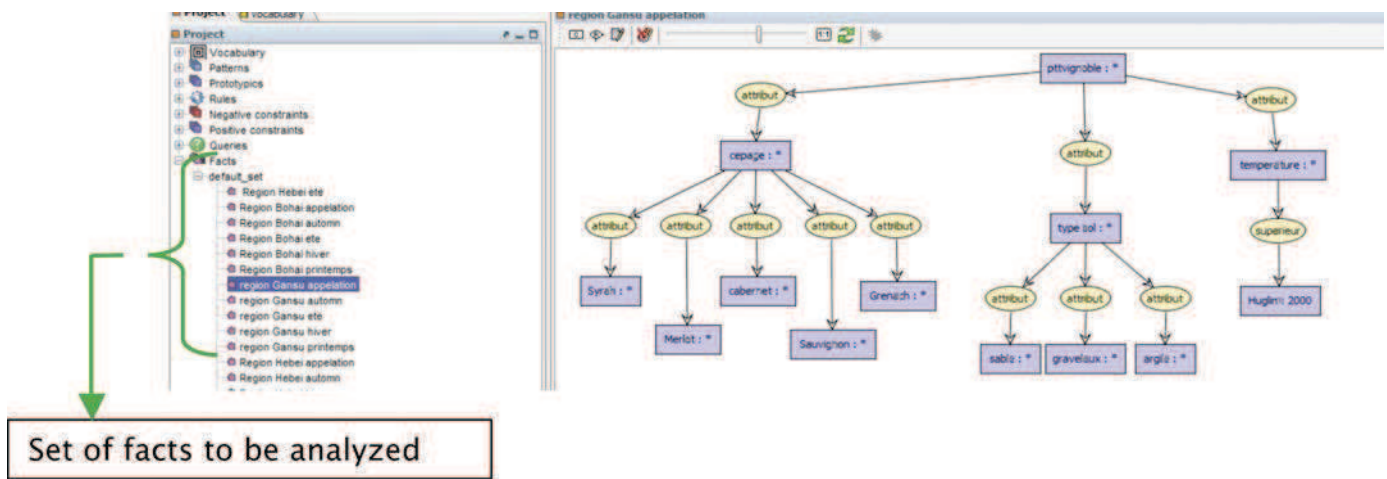 Project vocabulary
Project
Vocabulary
Patterns
Prototypics
Rules
Negative constraints
Positive constraints
Queries
Facts
default_set
Region Hebei ete
Region Bohai appelation
Region Bohai automn
Region Bohai ete
Region Bohai hiver
Region Bohai printemps
region Gansu appelation
region Gansu automn
region Gansu ete
region Gansu hiver
region Gansu printemps
Region Hebei appelation
Region Hebei automn
region Gansu appelation
1:1
pttvignoble : *
attribut attribut
attribut
cepage : * temperature : *
attribut attribut attribut attribut attribut type sol : * superieur
Syrah : * cabernet : * Grenach : * attribut attribut attribut Huglim 2000
Merlot : * Sauvignon : * sable : * graveleux : * argile : *
Set of facts to be analyzed